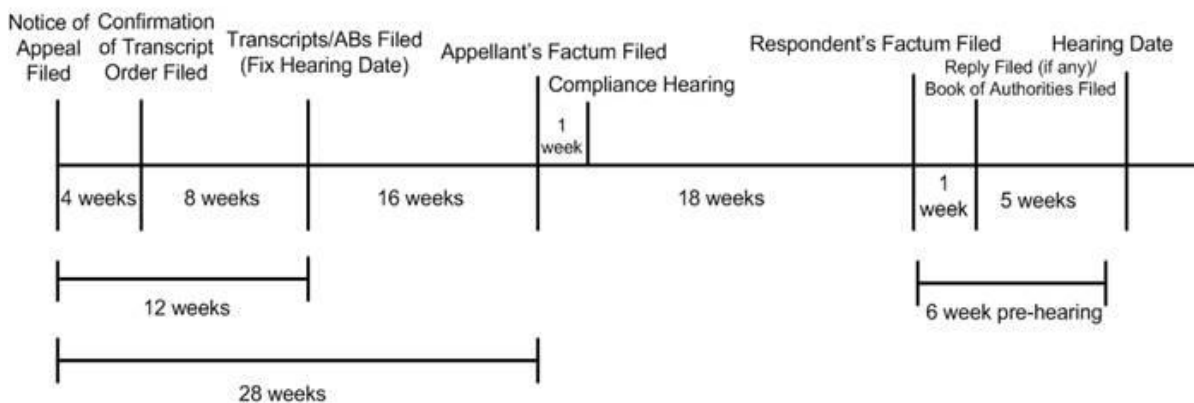 Notice of
Appeal
Filed
Confirmation
of Transcript
Order Filed
Transcripts/ABs Filed
(Fix Hearing Date)
Appellant's Factum Filed
Compliance Hearing
Respondent's Factum Filed
Reply Filed (if any)/
Book of Authorities Filed
Hearing Date
1
week
4 weeks
8 weeks
16 weeks
18 weeks
1
week
5 weeks
12 weeks
6 week pre-hearing
28 weeks